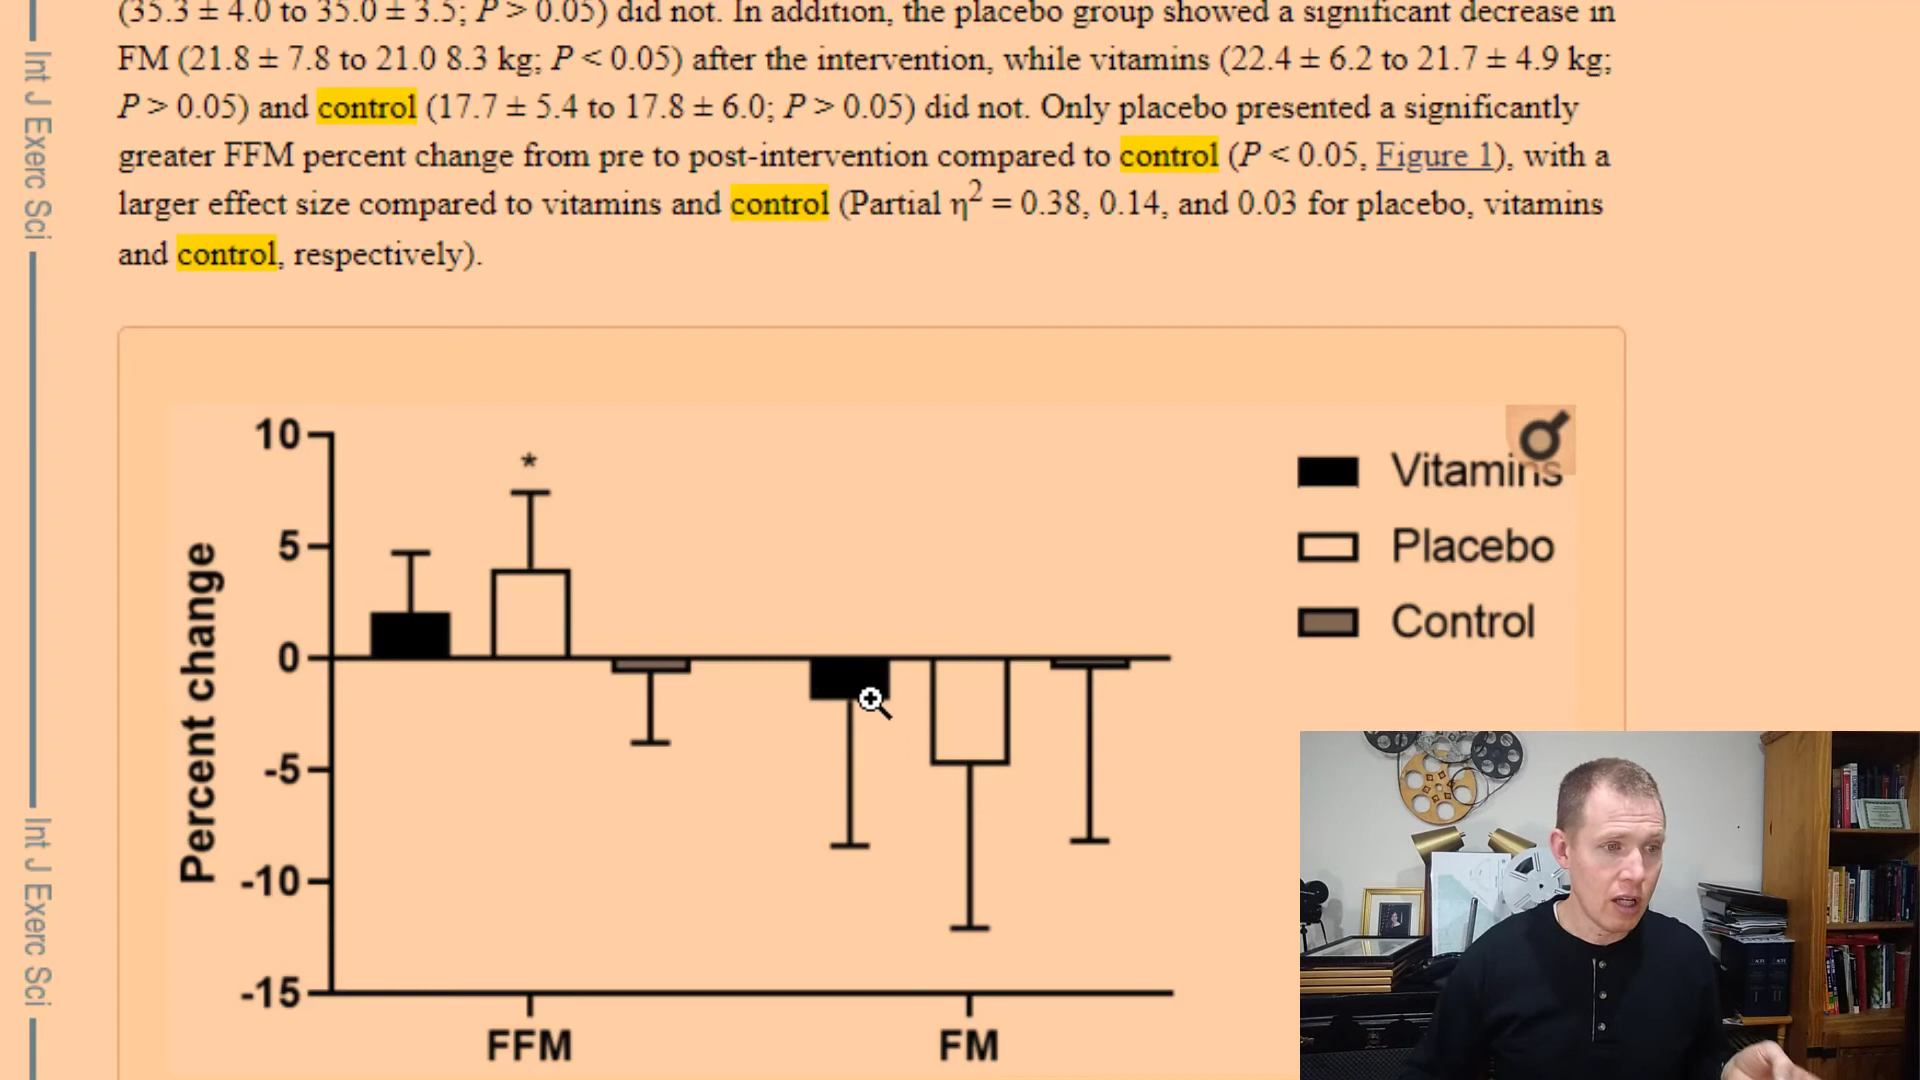 (35.3 ± 4.0 to 35.0 ± 3.5; P > 0.05) did not. In addition, the placebo group showed a significant decrease in
FM (21.8 ± 7.8 to 21.0 8.3 kg; P < 0.05) after the intervention, while vitamins (22.4 ± 6.2 to 21.7 ± 4.9 kg;
P > 0.05) and control (17.7 ± 5.4 to 17.8 ± 6.0; P > 0.05) did not. Only placebo presented a significantly
greater FFM percent change from pre to post-intervention compared to control (P < 0.05, Figure 1), with a
larger effect size compared to vitamins and control (Partial η² = 0.38, 0.14, and 0.03 for placebo, vitamins
and control, respectively).
Int J Exerc Sci
Int J Exerc Sci
Percent change
10
5
0
-5
-10
-15
*
FFM
FM
Vitamins
Placebo
Control